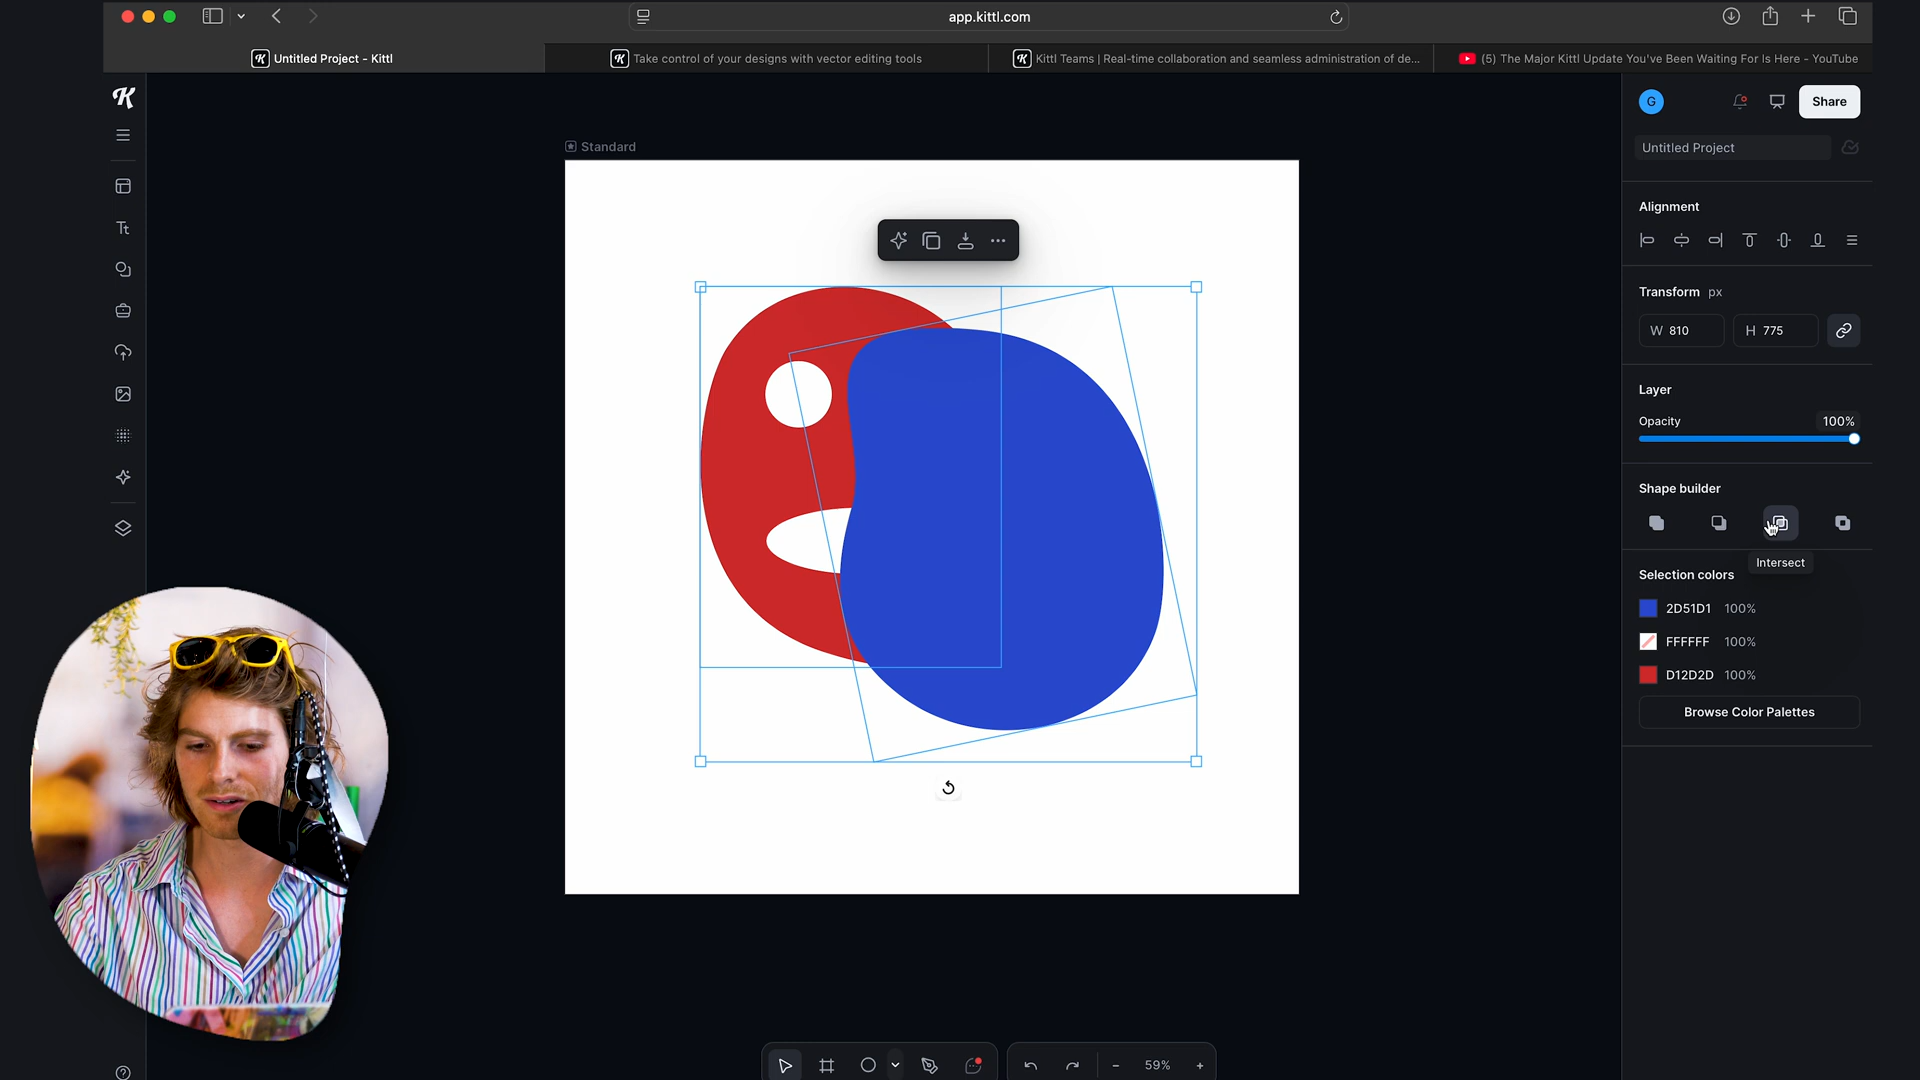 app.kittl.com
Untitled Project - Kittl
Take control of your designs with vector editing tools
Kittl Teams | Real-time collaboration and seamless administration of de...
(5) The Major Kittl Update You've Been Waiting For Is Here - YouTube
K
G
Share
Standard
Untitled Project
Alignment
Transform px
W 810
H 775
Layer
Opacity 100%
Shape builder
Intersect
Selection colors
2D51D1 100%
FFFFFF 100%
D12D2D 100%
Browse Color Palettes
Tt
59%